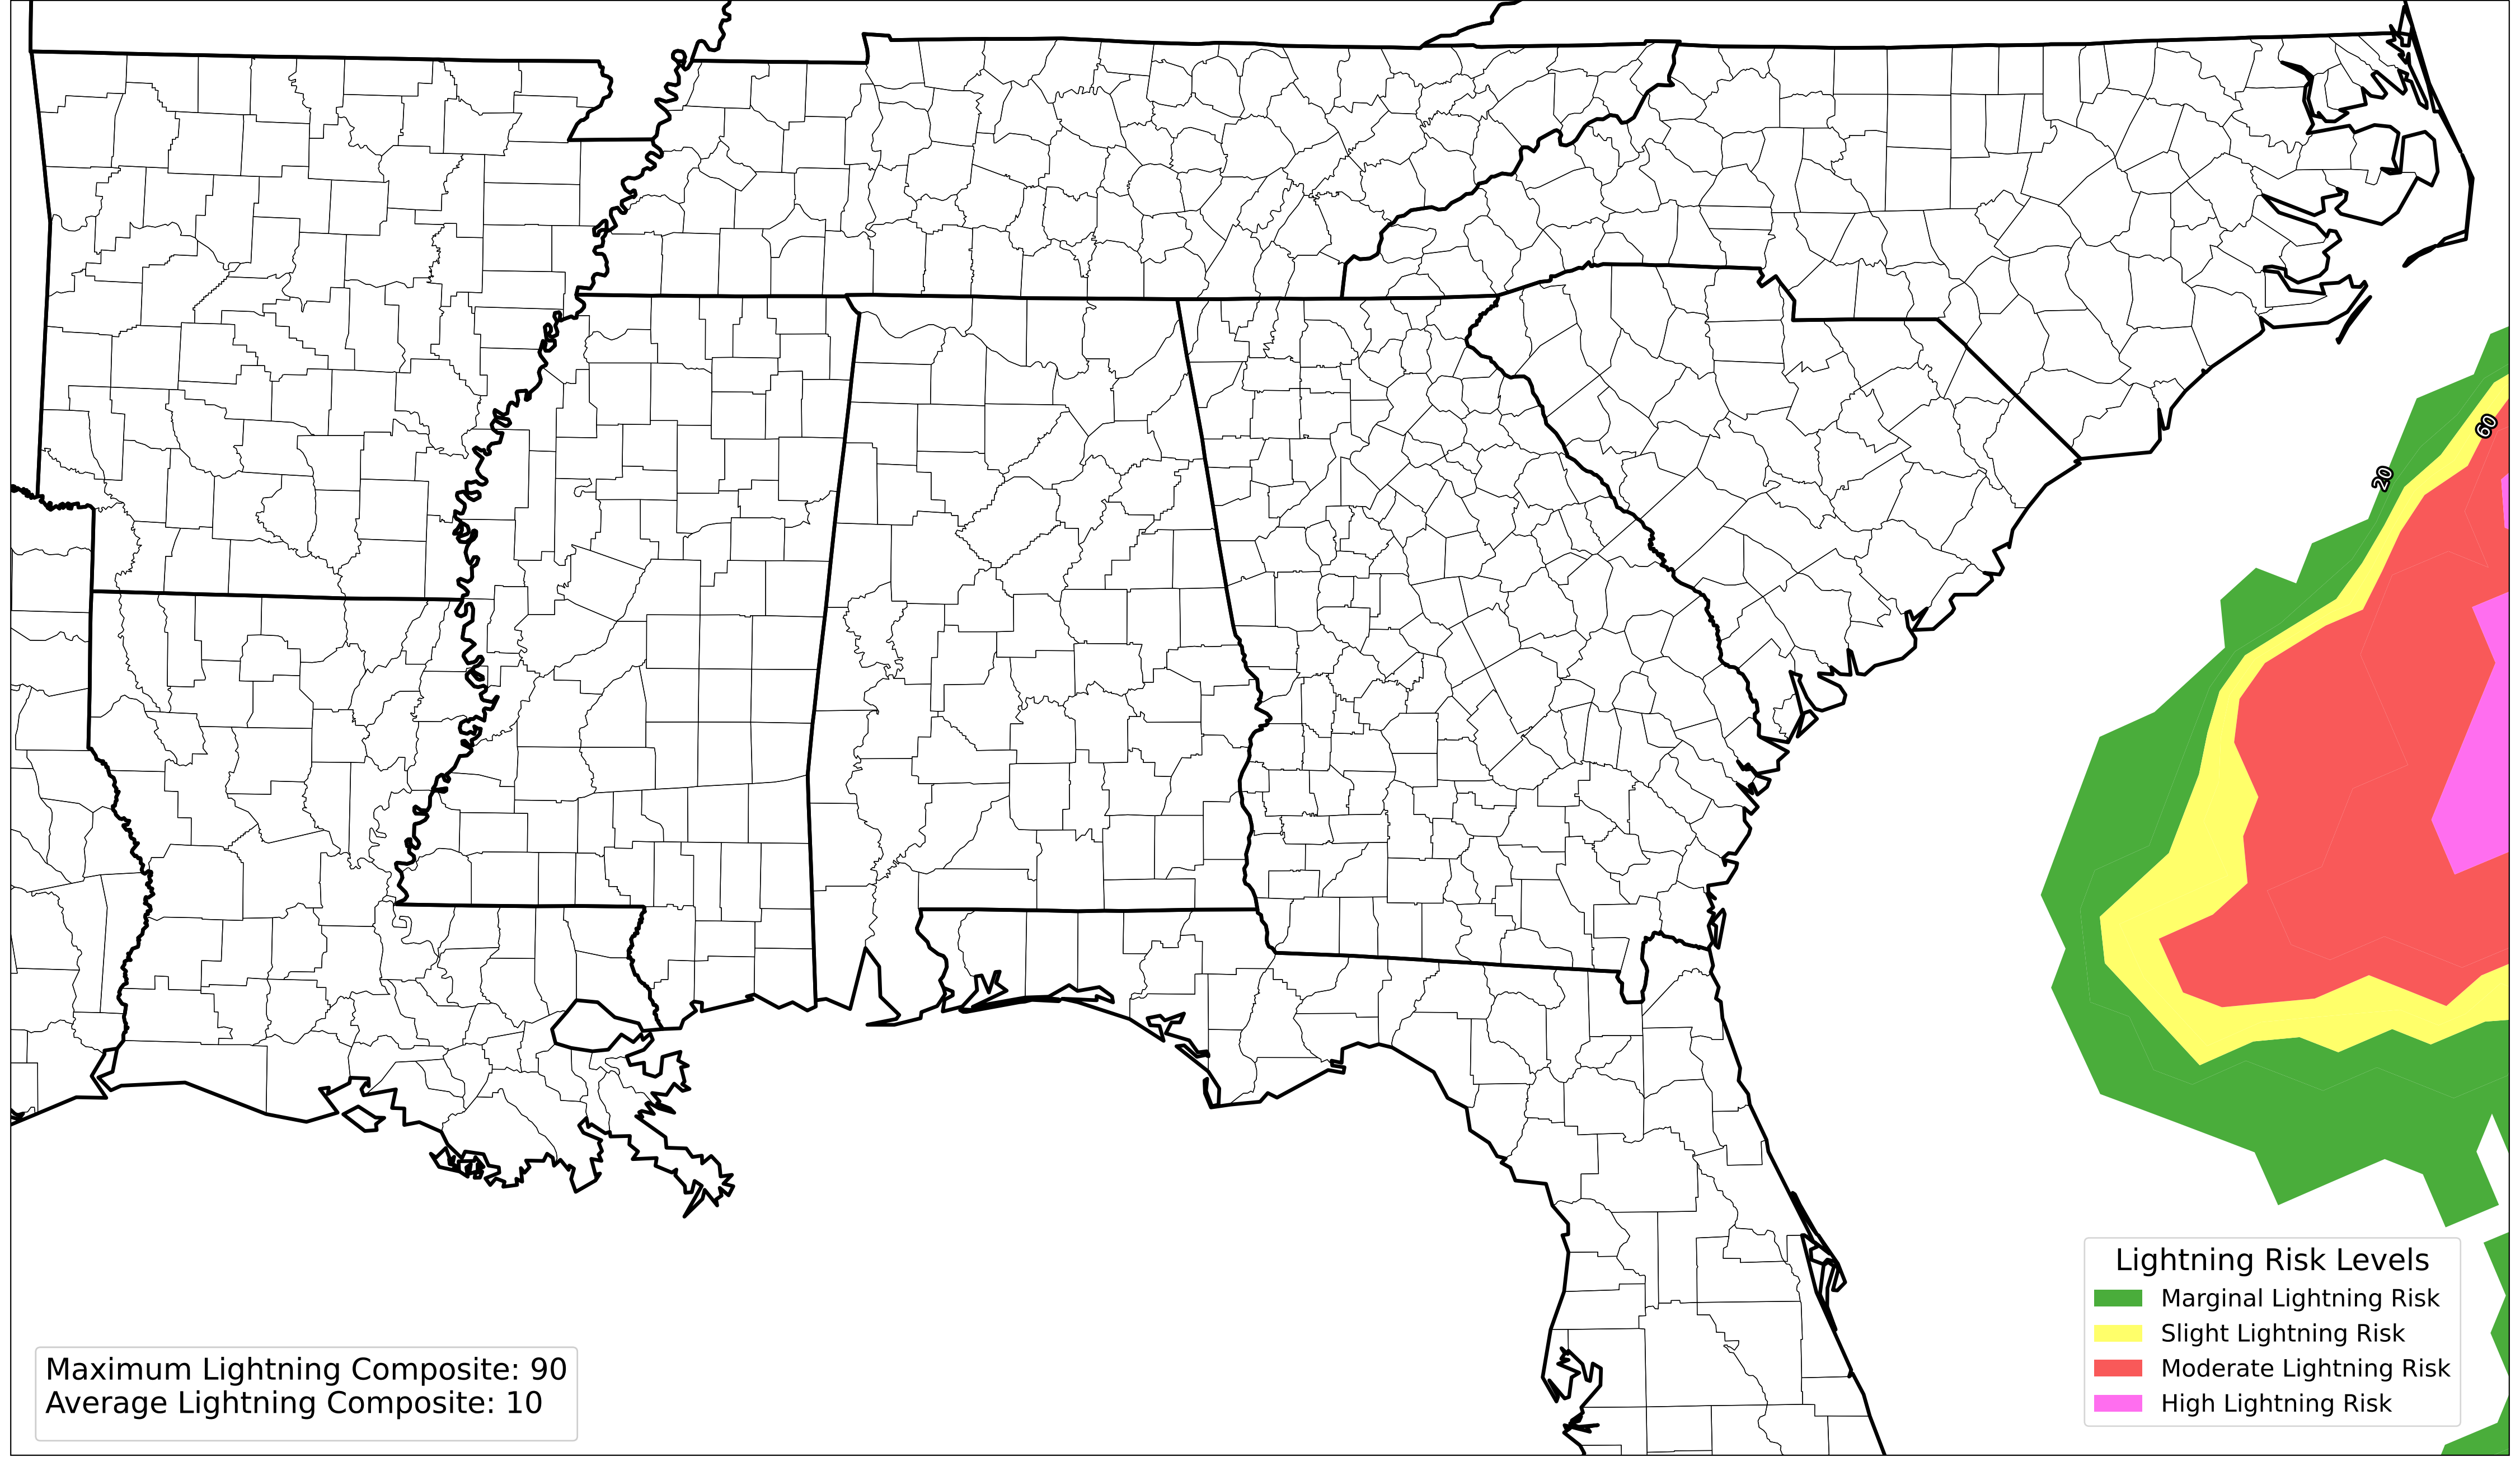 60
20
Lightning Risk Levels
Marginal Lightning Risk
Slight Lightning Risk
Moderate Lightning Risk
High Lightning Risk
Maximum Lightning Composite: 90
Average Lightning Composite: 10